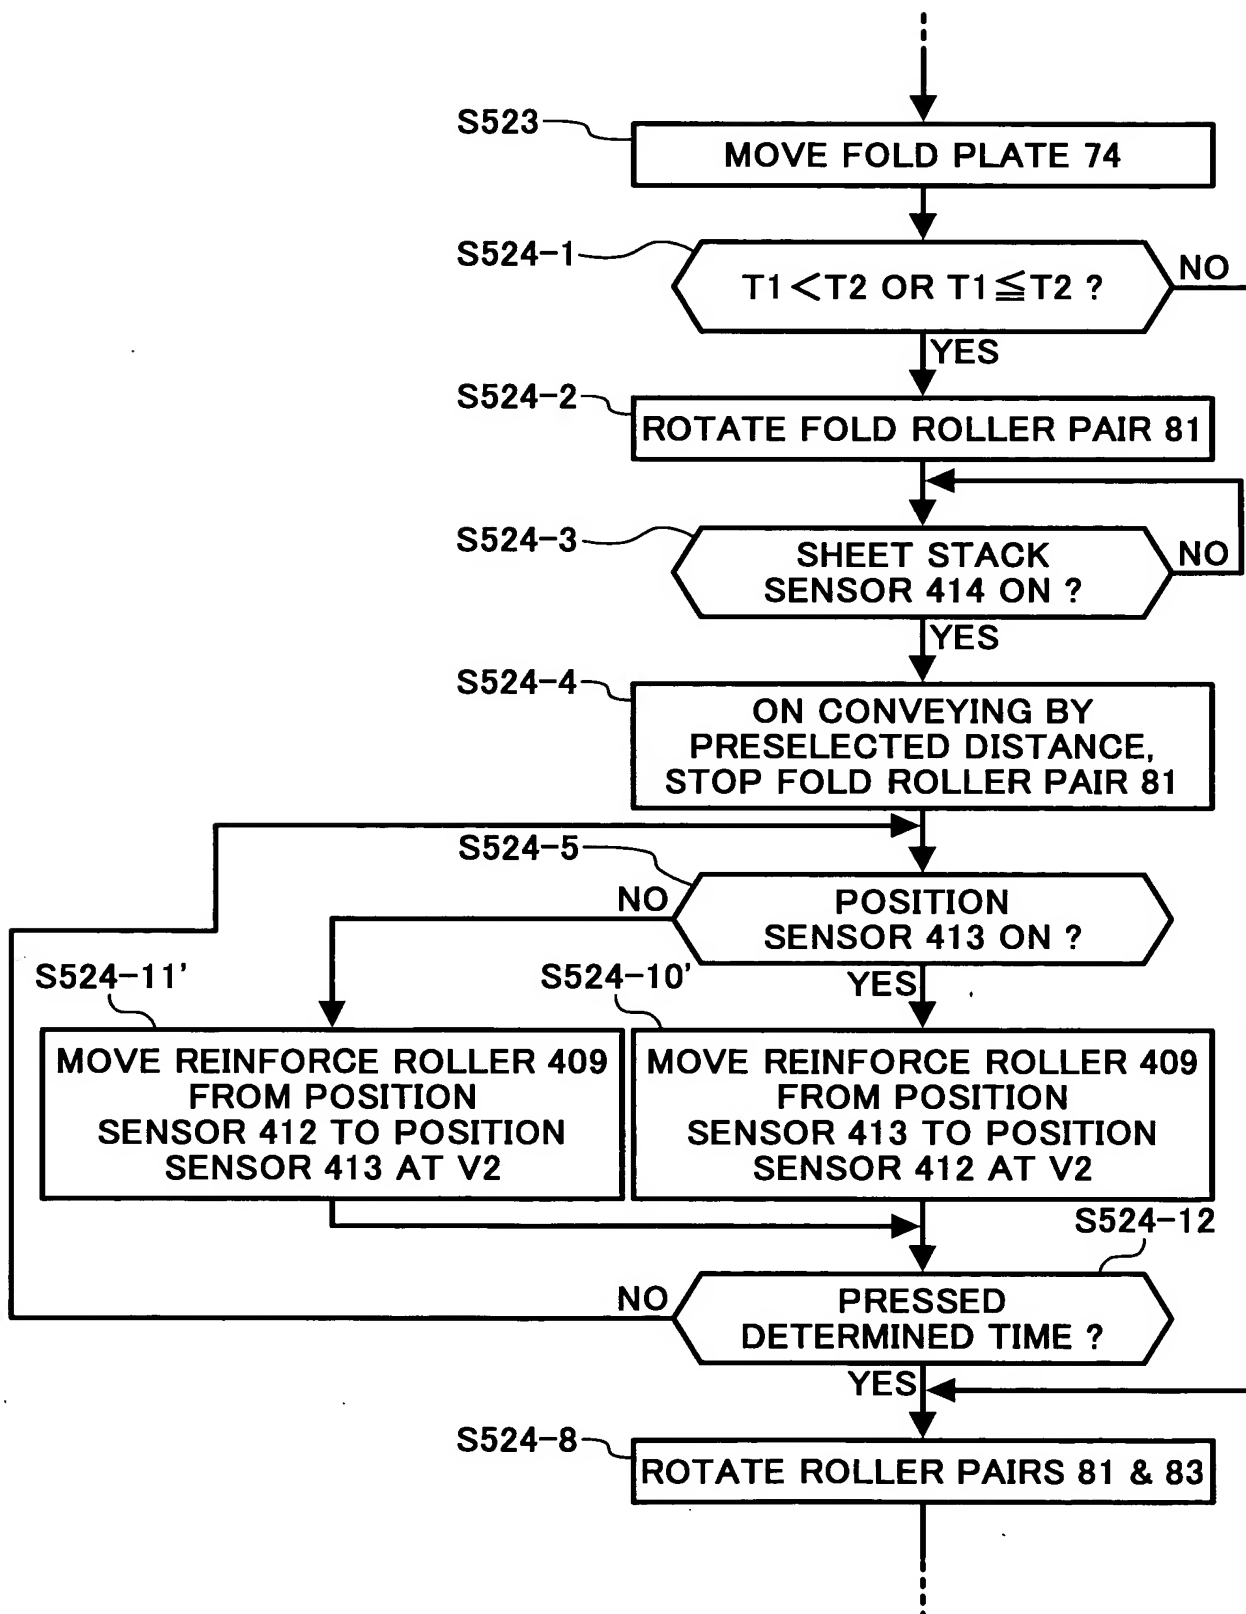 S523
MOVE FOLD PLATE 74
S524-1
T1<T2 OR T1≦T2 ?
NO
YES
S524-2
ROTATE FOLD ROLLER PAIR 81
S524-3
SHEET STACK
SENSOR 414 ON ?
NO
YES
S524-4
ON CONVEYING BY
PRESELECTED DISTANCE,
STOP FOLD ROLLER PAIR 81
S524-5
NO
POSITION
SENSOR 413 ON ?
YES
S524-11'
MOVE REINFORCE ROLLER 409
FROM POSITION
SENSOR 412 TO POSITION
SENSOR 413 AT V2
S524-10'
MOVE REINFORCE ROLLER 409
FROM POSITION
SENSOR 413 TO POSITION
SENSOR 412 AT V2
S524-12
NO
PRESSED
DETERMINED TIME ?
YES
S524-8
ROTATE ROLLER PAIRS 81 & 83